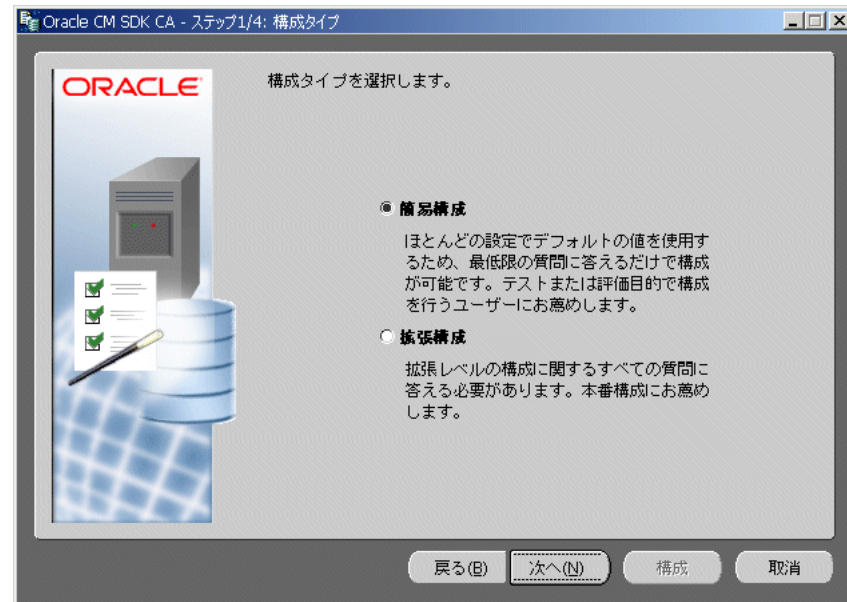 Oracle CM SDK CA - ステップ1/4: 構成タイプ
ORACLE
構成タイプを選択します。
簡易構成
ほとんどの設定でデフォルトの値を使用す
るため、最低限の質問に答えるだけで構成
が可能です。テストまたは評価目的で構成
を行うユーザーにお薦めします。
拡張構成
拡張レベルの構成に関するすべての質問に
答える必要があります。本番構成にお薦め
します。
戻る(B)
次へ(N)
構成
取消